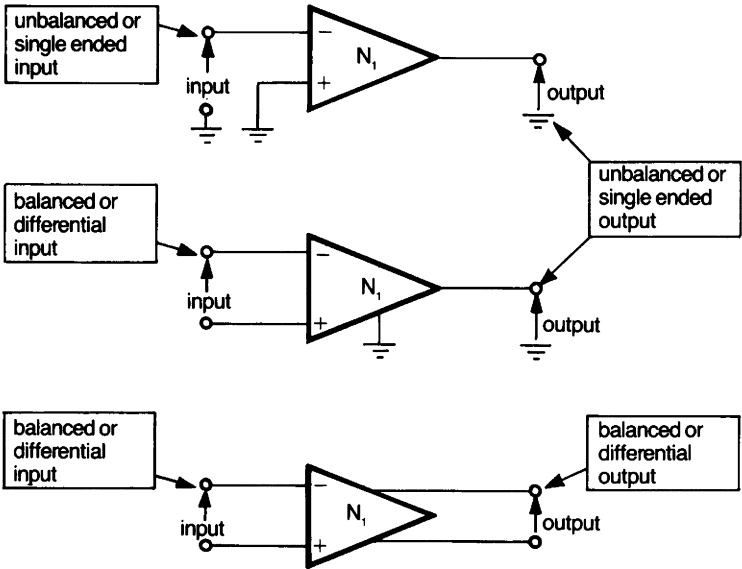 unbalanced or
single ended
input
input
−
+
N₁
output
unbalanced or
single ended
output
balanced or
differential
input
input
−
+
N₁
output
balanced or
differential
input
input
−
+
N₁
output
balanced or
differential
output